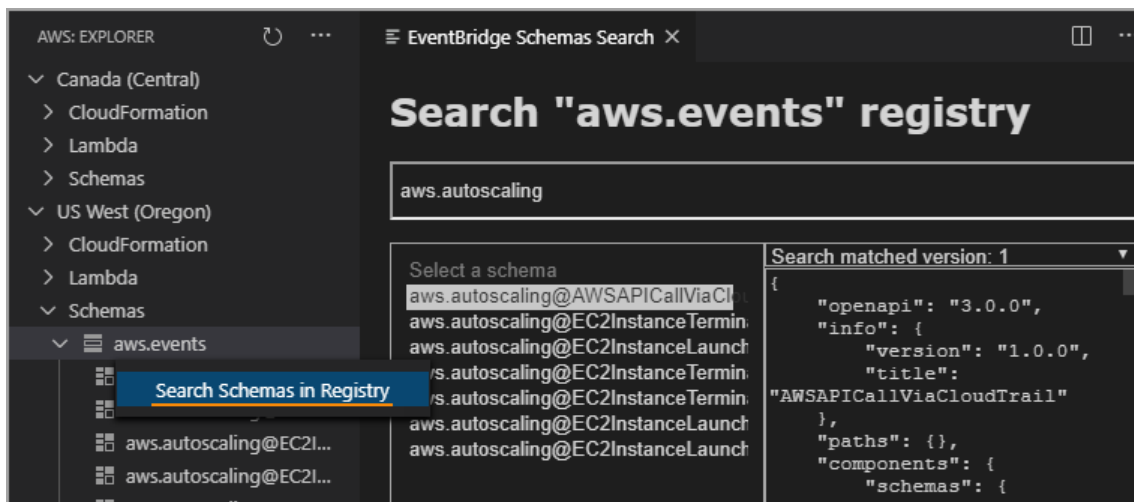 AWS: EXPLORER
Canada (Central)
CloudFormation
Lambda
Schemas
US West (Oregon)
CloudFormation
Lambda
Schemas
aws.events
Search Schemas in Registry
aws.autoscaling@EC2I...
aws.autoscaling@EC2I...
EventBridge Schemas Search
Search "aws.events" registry
aws.autoscaling
Select a schema
aws.autoscaling@AWSAPICallViaClou
aws.autoscaling@EC2InstanceTermin
aws.autoscaling@EC2InstanceLaunch
ws.autoscaling@EC2InstanceTermin
ws.autoscaling@EC2InstanceTermin
aws.autoscaling@EC2InstanceLaunch
aws.autoscaling@EC2InstanceLaunch
Search matched version: 1
{
"openapi": "3.0.0",
"info": {
"version": "1.0.0",
"title":
"AWSAPICallViaCloudTrail"
},
"paths": {},
"components": {
"schemas": {